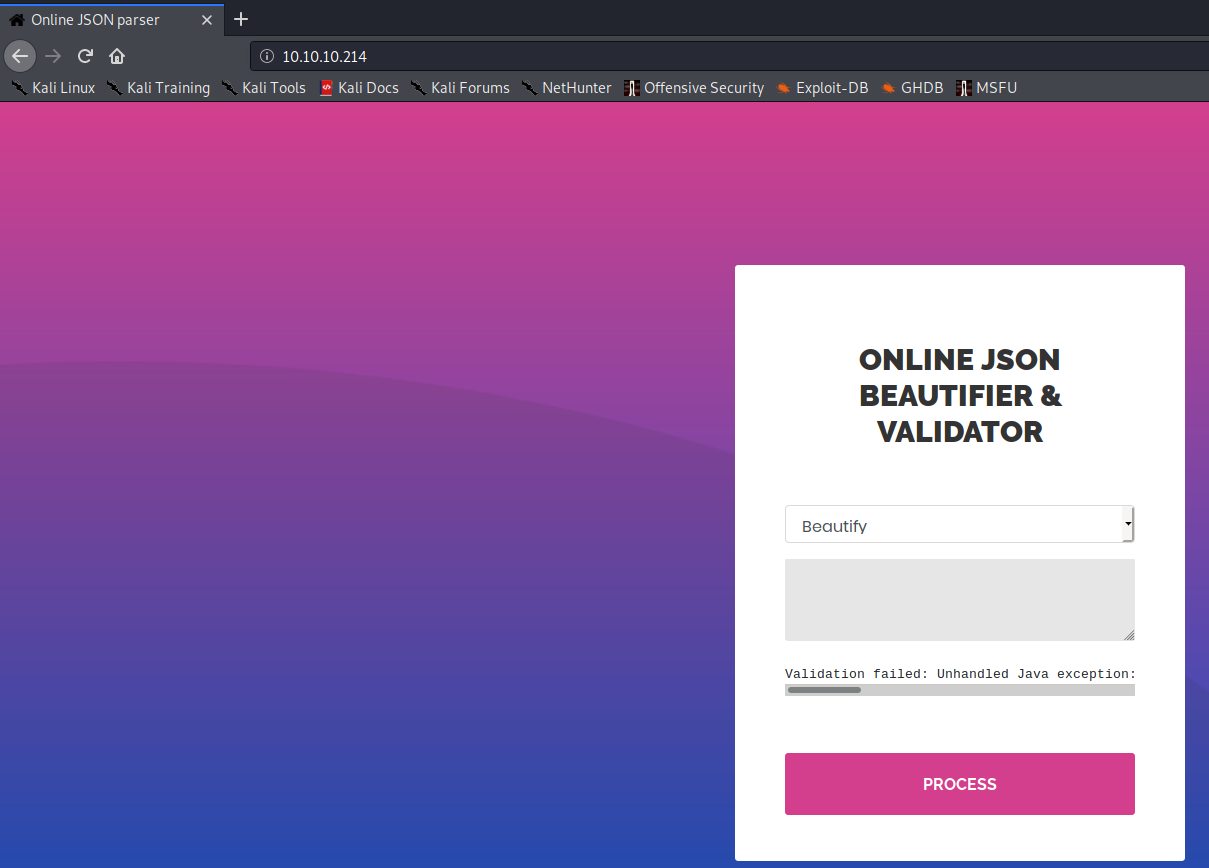 Online JSON parser
10.10.10.214
Kali Linux Kali Training Kali Tools Kali Docs Kali Forums NetHunter Offensive Security Exploit-DB GHDB MSFU
ONLINE JSON
BEAUTIFIER &
VALIDATOR
Beautify
Validation failed: Unhandled Java exception:
PROCESS